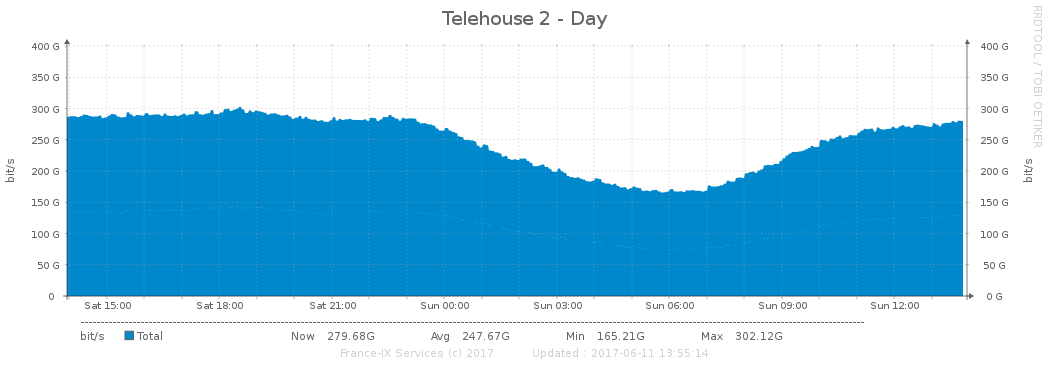 Telehouse 2 - Day
RRDTOOL / TOBI OETIKER
400 G 400 G
350 G 350 G
300 G 300 G
250 G 250 G
200 G 200 G
150 G 150 G
100 G 100 G
50 G 50 G
0 0 G
bit/s bit/s
Sat 15:00 Sat 18:00 Sat 21:00 Sun 00:00 Sun 03:00 Sun 06:00 Sun 09:00 Sun 12:00
bit/s Total Now 279.68G Avg 247.67G Min 165.21G Max 302.12G
France-IX Services (c) 2017 Updated : 2017-06-11 13:55:14